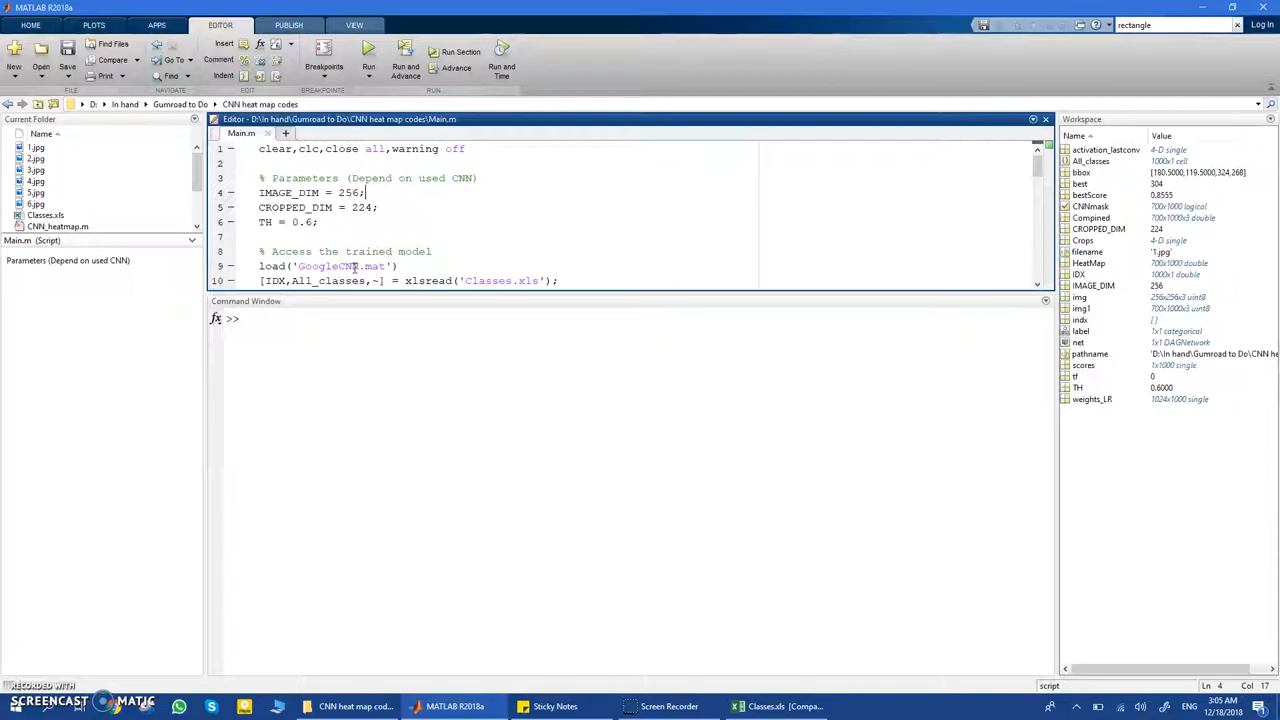 MATLAB R2018a
HOME PLOTS APPS EDITOR PUBLISH VIEW
rectangle
Log In
New Open Save Find Files Compare Print Insert Comment Indent Go To Find Breakpoints Run Run and Advance Run Section Advance Run and Time
FILE NAVIGATE EDIT BREAKPOINTS RUN
D: In hand Gumroad to Do CNN heat map codes
Current Folder
Name
1.jpg
2.jpg
3.jpg
4.jpg
5.jpg
6.jpg
Classes.xls
CNN_heatmap.m
Main.m (Script)
Parameters (Depend on used CNN)
Editor - D:\In hand\Gumroad to Do\CNN heat map codes\Main.m
Main.m
1 clear,clc,close all,warning off
2
3 % Parameters (Depend on used CNN)
4 IMAGE_DIM = 256;
5 CROPPED_DIM = 224;
6 TH = 0.6;
7
8 % Access the trained model
9 load('GoogleCNN.mat')
10 [IDX,All_classes,~] = xlsread('Classes.xls');
Command Window
fx >>
Workspace
Name Value
activation_lastconv 4-D single
All_classes 1000x1 cell
bbox [180.5000,119.5000,324,268]
best 304
bestScore 0.8555
CNNmask 700x1000 logical
Compined 700x1000x3 double
CROPPED_DIM 224
Crops 4-D single
filename '1.jpg'
HeatMap 700x1000 double
IDX 1000x1 double
IMAGE_DIM 256
img 256x256x3 uint8
img1 700x1000x3 uint8
indx []
label 1x1 categorical
net 1x1 DAGNetwork
pathname 'D:\In hand\Gumroad to Do\CNN he
scores 1x1000 single
tf 0
TH 0.6000
weights_LR 1024x1000 single
script Ln 4 Col 17
RECORDED WITH
SCREENCAST MATIC
CNN heat map cod... MATLAB R2018a Sticky Notes Screen Recorder Classes.xls [Compa...
ENG
3:05 AM
12/18/2018